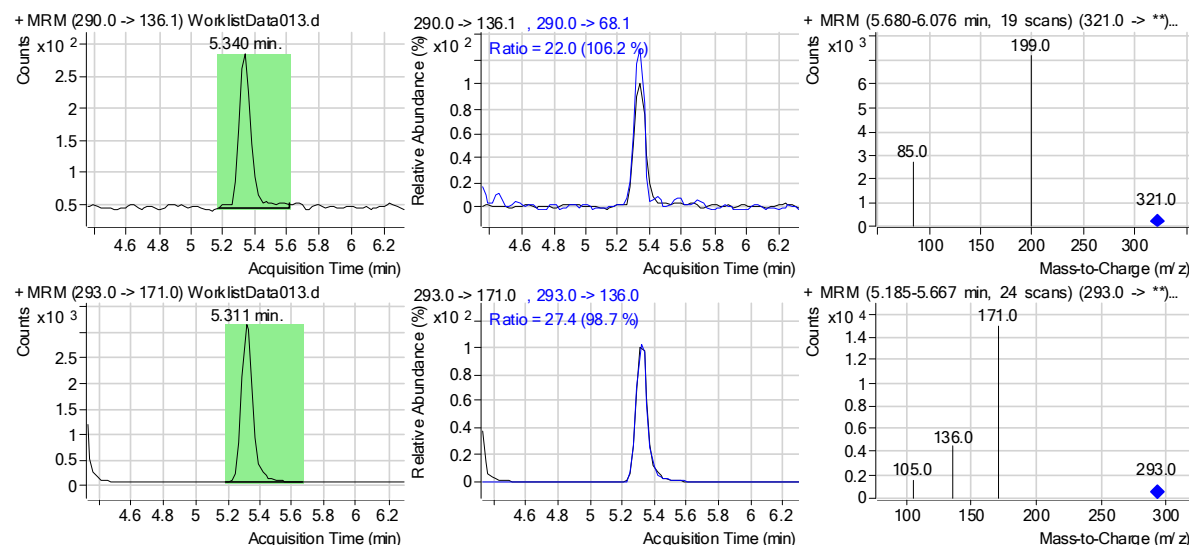 + MRM (290.0 -> 136.1) WorklistData013.d
x10 2
5.340 min.
Counts
2.5
2
1.5
1
0.5
4.6 4.8 5 5.2 5.4 5.6 5.8 6 6.2
Acquisition Time (min)
290.0 -> 136.1 , 290.0 -> 68.1
x10 2
Ratio = 22.0 (106.2 %)
Relative Abundance (%)
1
0.8
0.6
0.4
0.2
0
4.6 4.8 5 5.2 5.4 5.6 5.8 6 6.2
Acquisition Time (min)
+ MRM (5.680-6.076 min, 19 scans) (321.0 -> **)...
x10 3
Counts
199.0
85.0
321.0
7
6
5
4
3
2
1
0
100 150 200 250 300
Mass-to-Charge (m/z)
+ MRM (293.0 -> 171.0) WorklistData013.d
x10 3
5.311 min.
Counts
2.5
2
1.5
1
0.5
0
4.6 4.8 5 5.2 5.4 5.6 5.8 6 6.2
Acquisition Time (min)
293.0 -> 171.0 , 293.0 -> 136.0
x10 2
Ratio = 27.4 (98.7 %)
Relative Abundance (%)
1
0.8
0.6
0.4
0.2
0
4.6 4.8 5 5.2 5.4 5.6 5.8 6 6.2
Acquisition Time (min)
+ MRM (5.185-5.667 min, 24 scans) (293.0 -> **)...
x10 4
Counts
171.0
136.0
105.0
293.0
1.4
1.2
1
0.8
0.6
0.4
0.2
0
100 150 200 250 300
Mass-to-Charge (m/z)